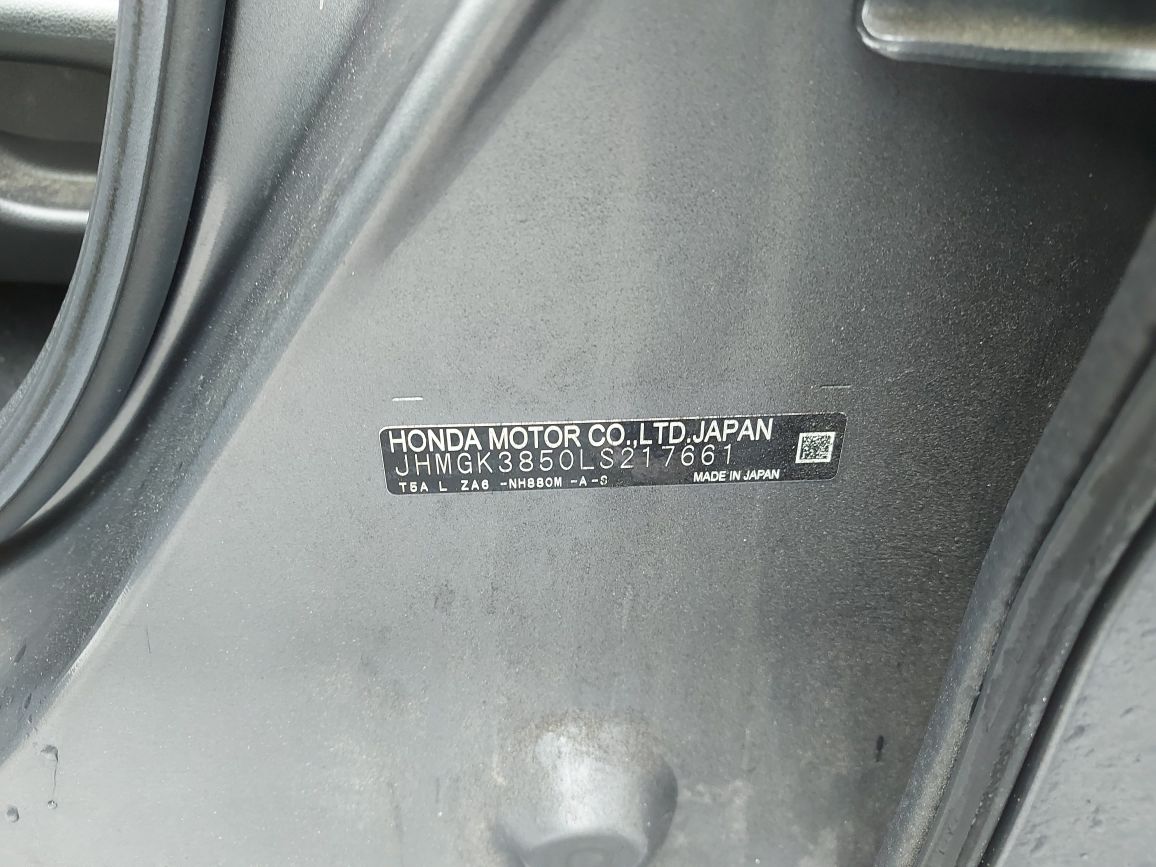 HONDA MOTOR CO.,LTD.JAPAN
JHMGK3850LS217661
T5A L ZA6 -NH880M -A-S
MADE IN JAPAN